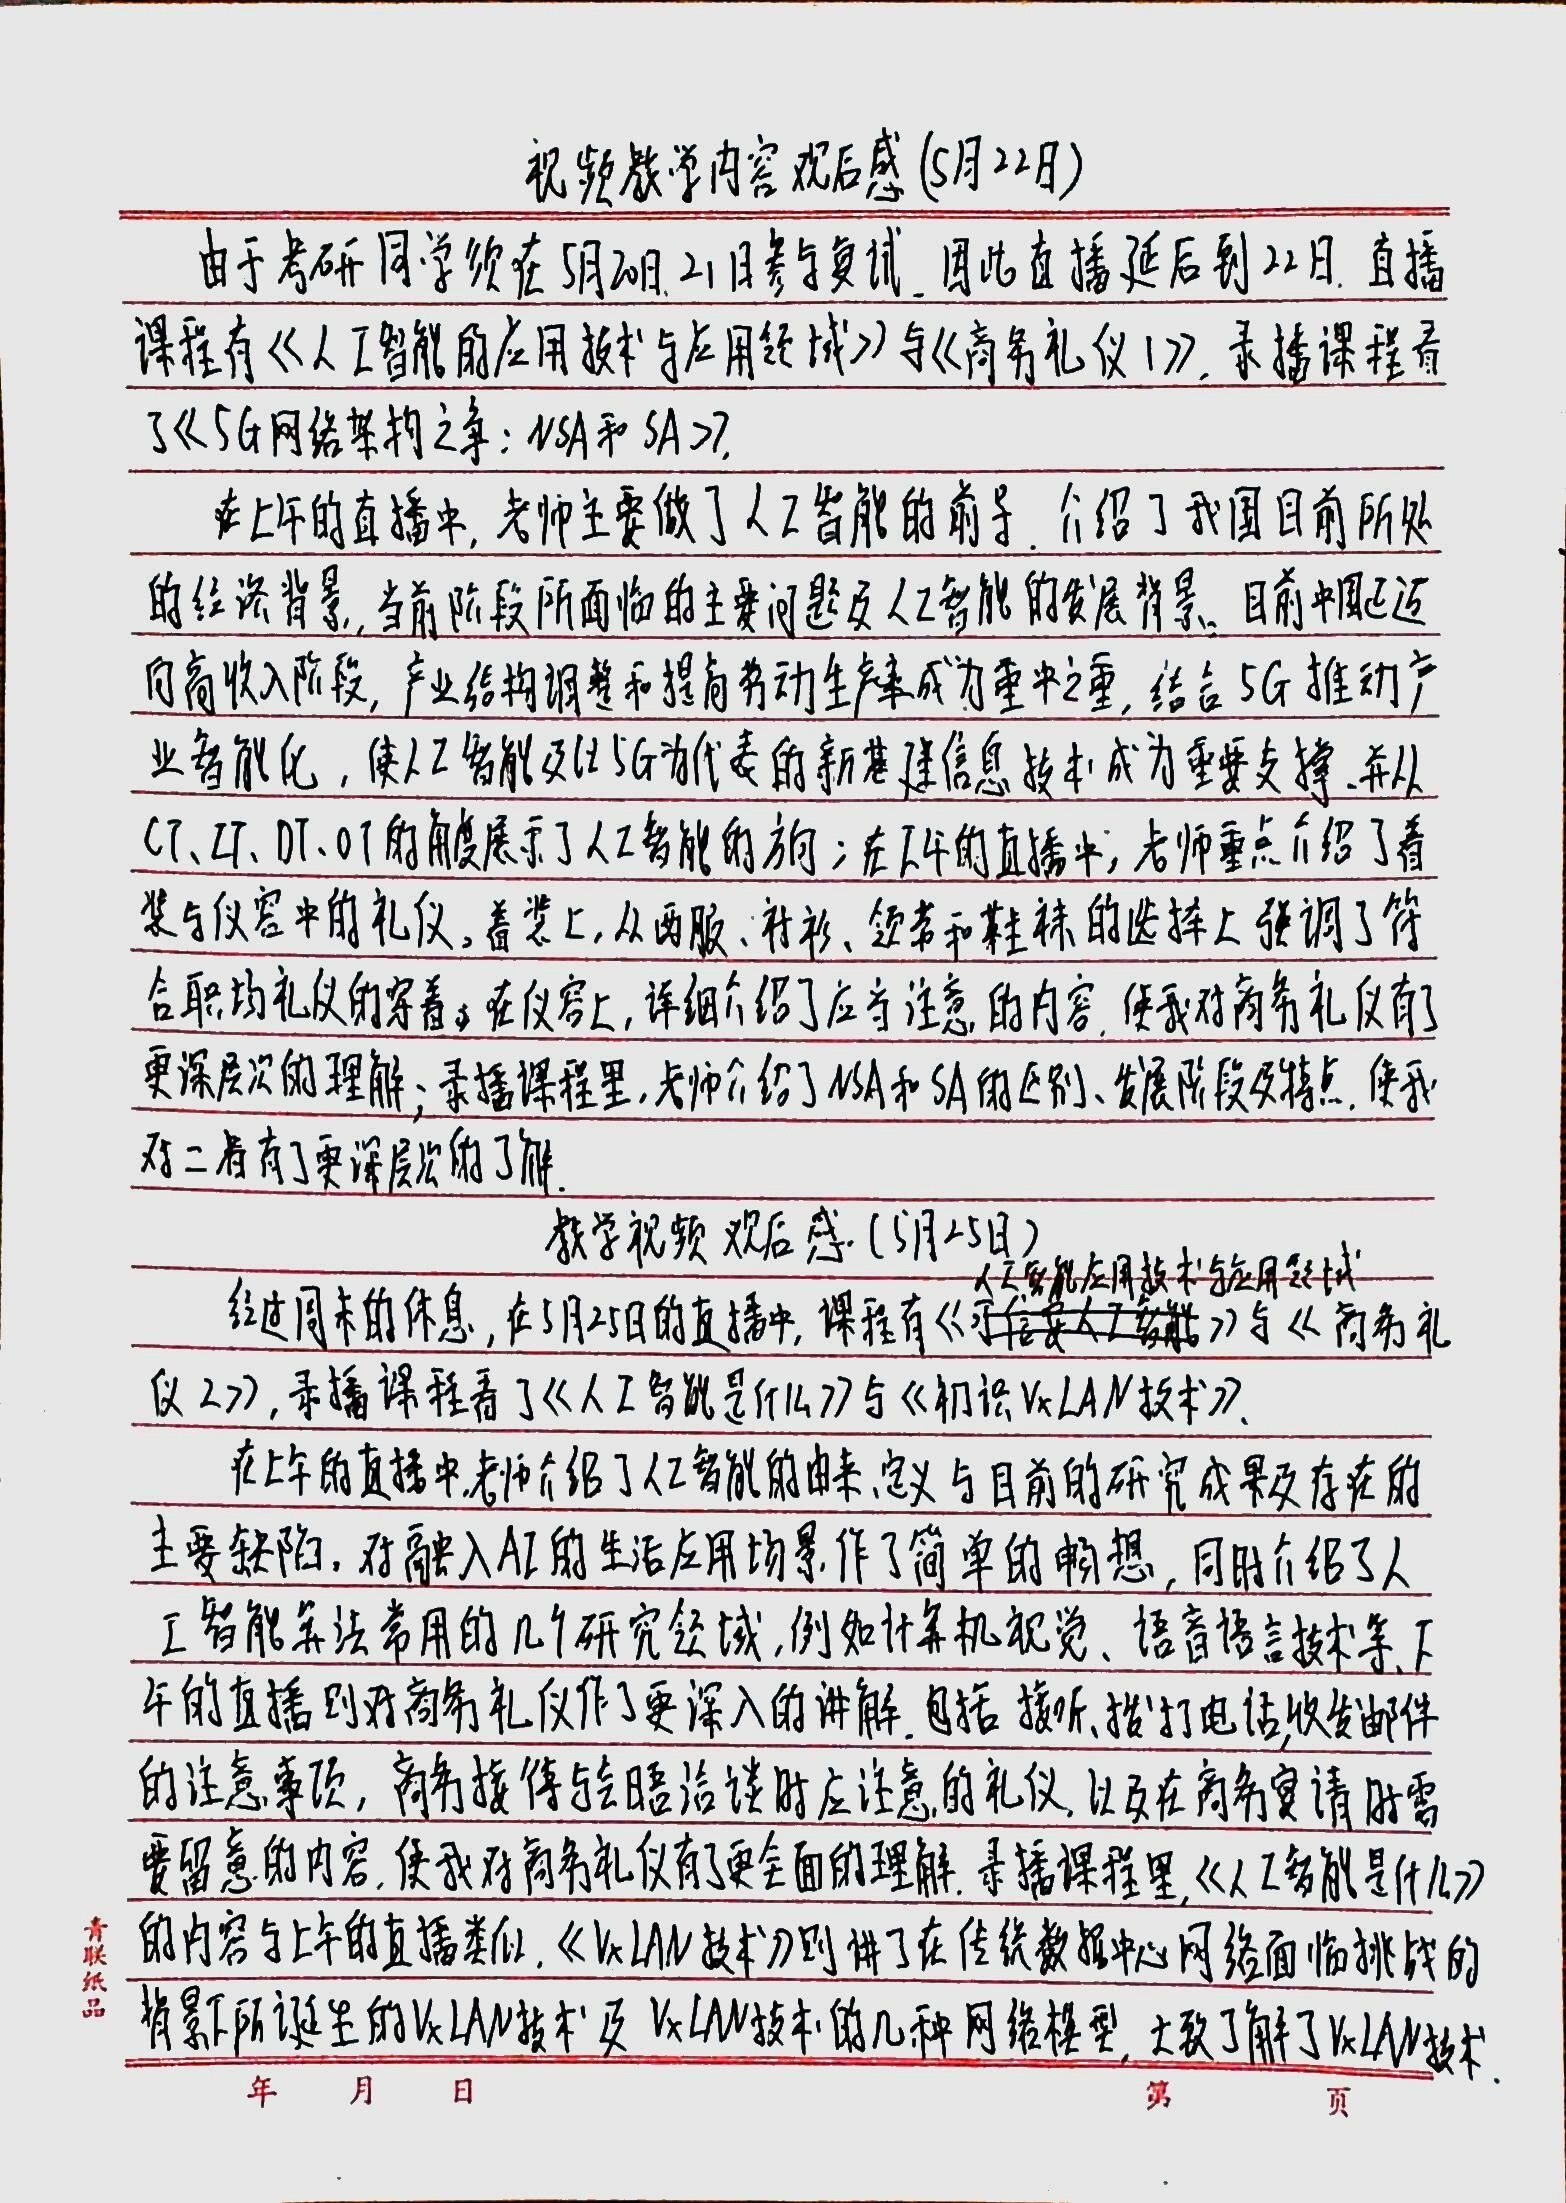 视频教学内容观后感(5月22日)
由于考研同学须在5月20日、21日参与复试.因此直播延后到22日.直播
课程有《人工智能的应用技术与应用领域》与《商务礼仪1》.录播课程看
了《5G网络架构之争:NSA和SA》.
在上午的直播中,老师主要做了人工智能的前导.介绍了我国目前所处
的经济背景,当前阶段所面临的主要问题及人工智能的发展背景.目前中国正迈
向高收入阶段,产业结构调整和提高劳动生产率成为重中之重,结合5G推动产
业智能化,使人工智能及以5G为代表的新基建信息技术成为重要支撑.并从
CT、IT、DT、OT的角度展示了人工智能的方向;在下午的直播中,老师重点介绍了着
装与仪容中的礼仪。着装上,从西服、衬衫、领带和鞋袜的选择上强调了符
合职场礼仪的穿着。在仪容上,详细介绍了应当注意的内容.使我对商务礼仪有了
更深层次的理解;录播课程里,老师介绍了NSA和SA的区别、发展阶段及特点.使我
对二者有了更深层次的了解.
教学视频观后感(5月25日)
人工智能应用技术与应用领域
经过周末的休息,在5月25日的直播中,课程有《》与《商务礼
仪2》,录播课程看了《人工智能是什么》与《初识VxLAN技术》.
在上午的直播中,老师介绍了人工智能的由来、定义与目前的研究成果及存在的
主要缺陷,对融入AI的生活应用场景作了简单的畅想,同时介绍了人
工智能算法常用的几个研究领域,例如计算机视觉、语音语言技术等、下
午的直播则对商务礼仪作了更深入的讲解.包括接听、拨打电话,收发邮件
的注意事项,商务接待与会晤洽谈时应注意的礼仪,以及在商务宴请时需
要留意的内容.使我对商务礼仪有了更全面的理解.录播课程里,《人工智能是什么》
的内容与上午的直播类似.《VxLAN技术》则讲了在传统数据中心网络面临挑战的
背景下所诞生的VxLAN技术及VxLAN技术的几种网络模型,大致了解了VxLAN技术.
青联纸品
年 月 日 第 页